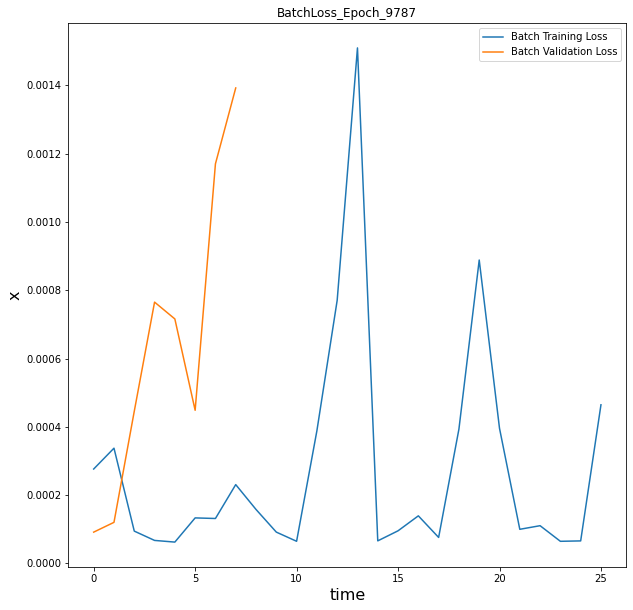 BatchLoss_Epoch_9787
Batch Training Loss
Batch Validation Loss
0.0014
0.0012
0.0010
0.0008
0.0006
0.0004
0.0002
0.0000
x
0 5 10 15 20 25
time